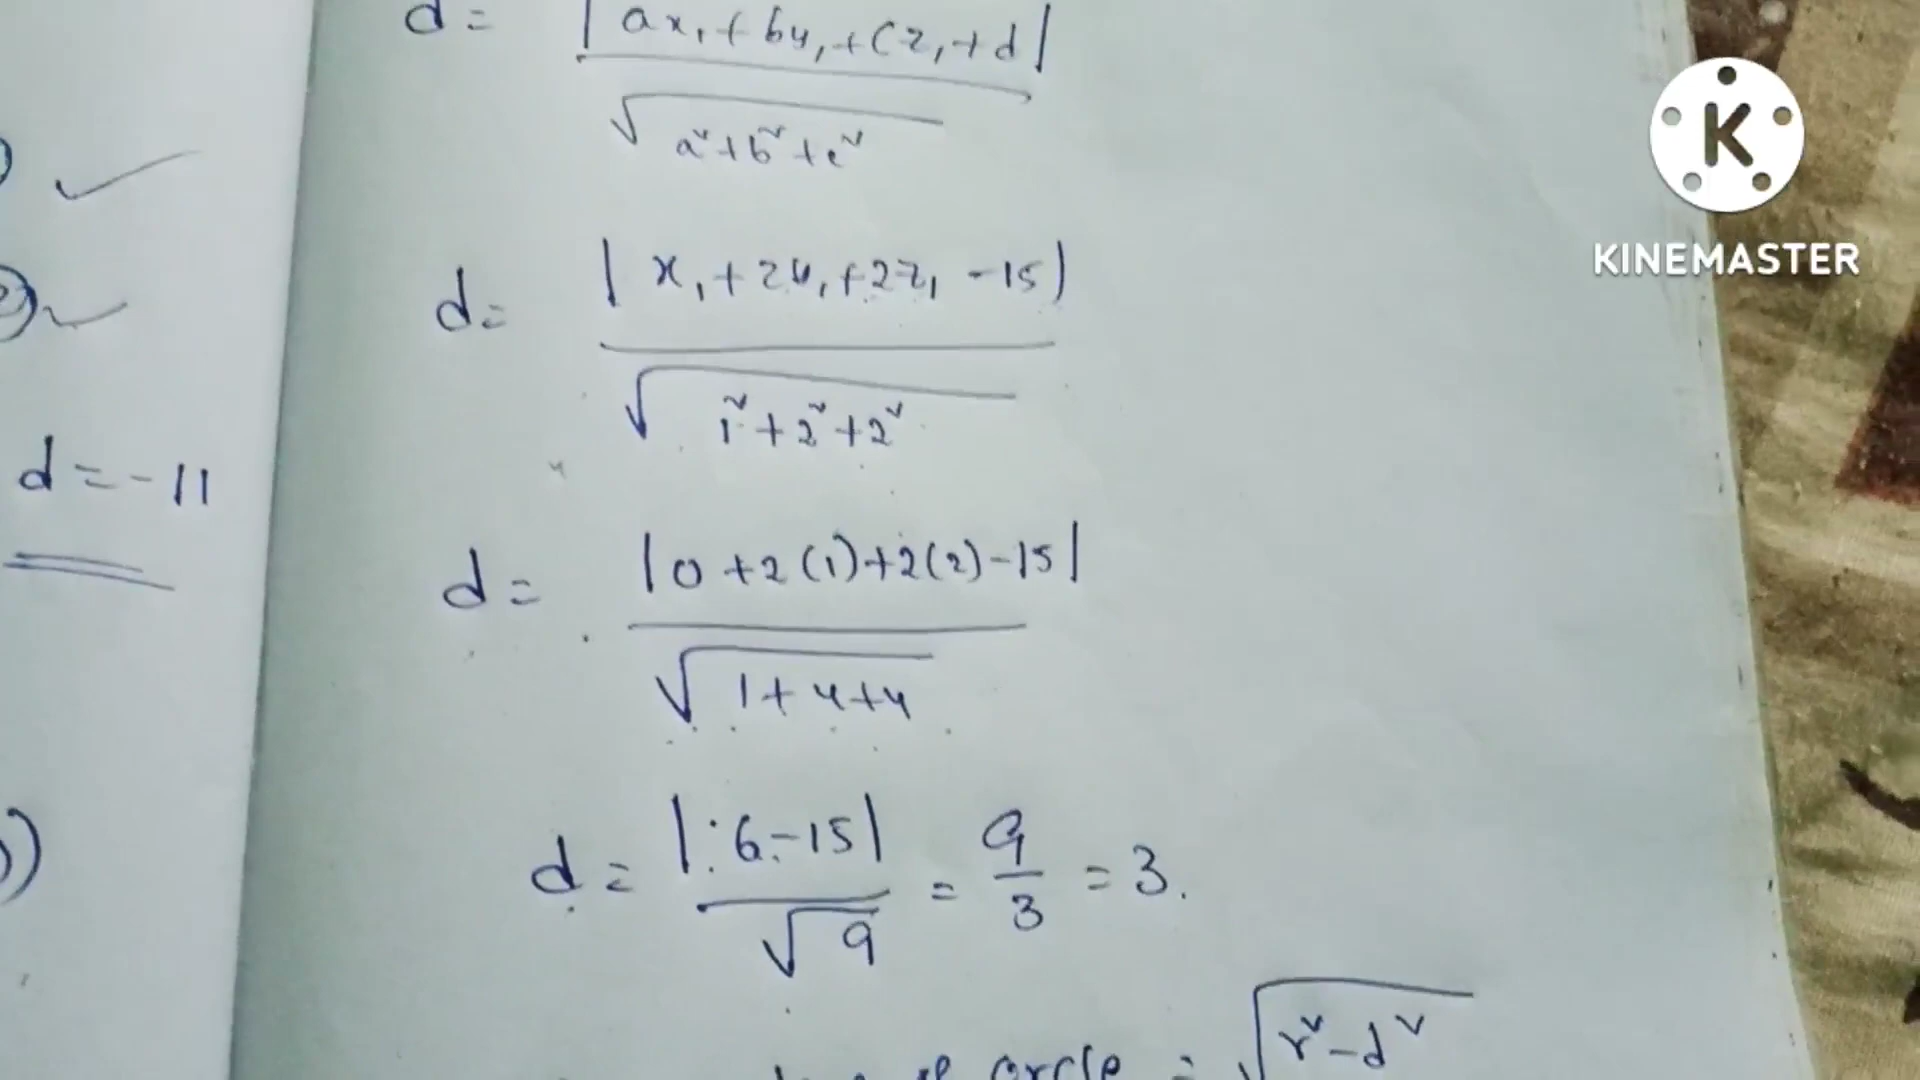 d = |ax₁+by₁+cz₁+d|
√a²+b²+c²
d= |x₁+2y₁+2z₁-15|
√1²+2²+2²
d = -11
d= |0+2(1)+2(2)-15|
√1+4+4
d= |6-15| = 9 = 3.
√9 3
circle = √r²-d²
K
KINEMASTER